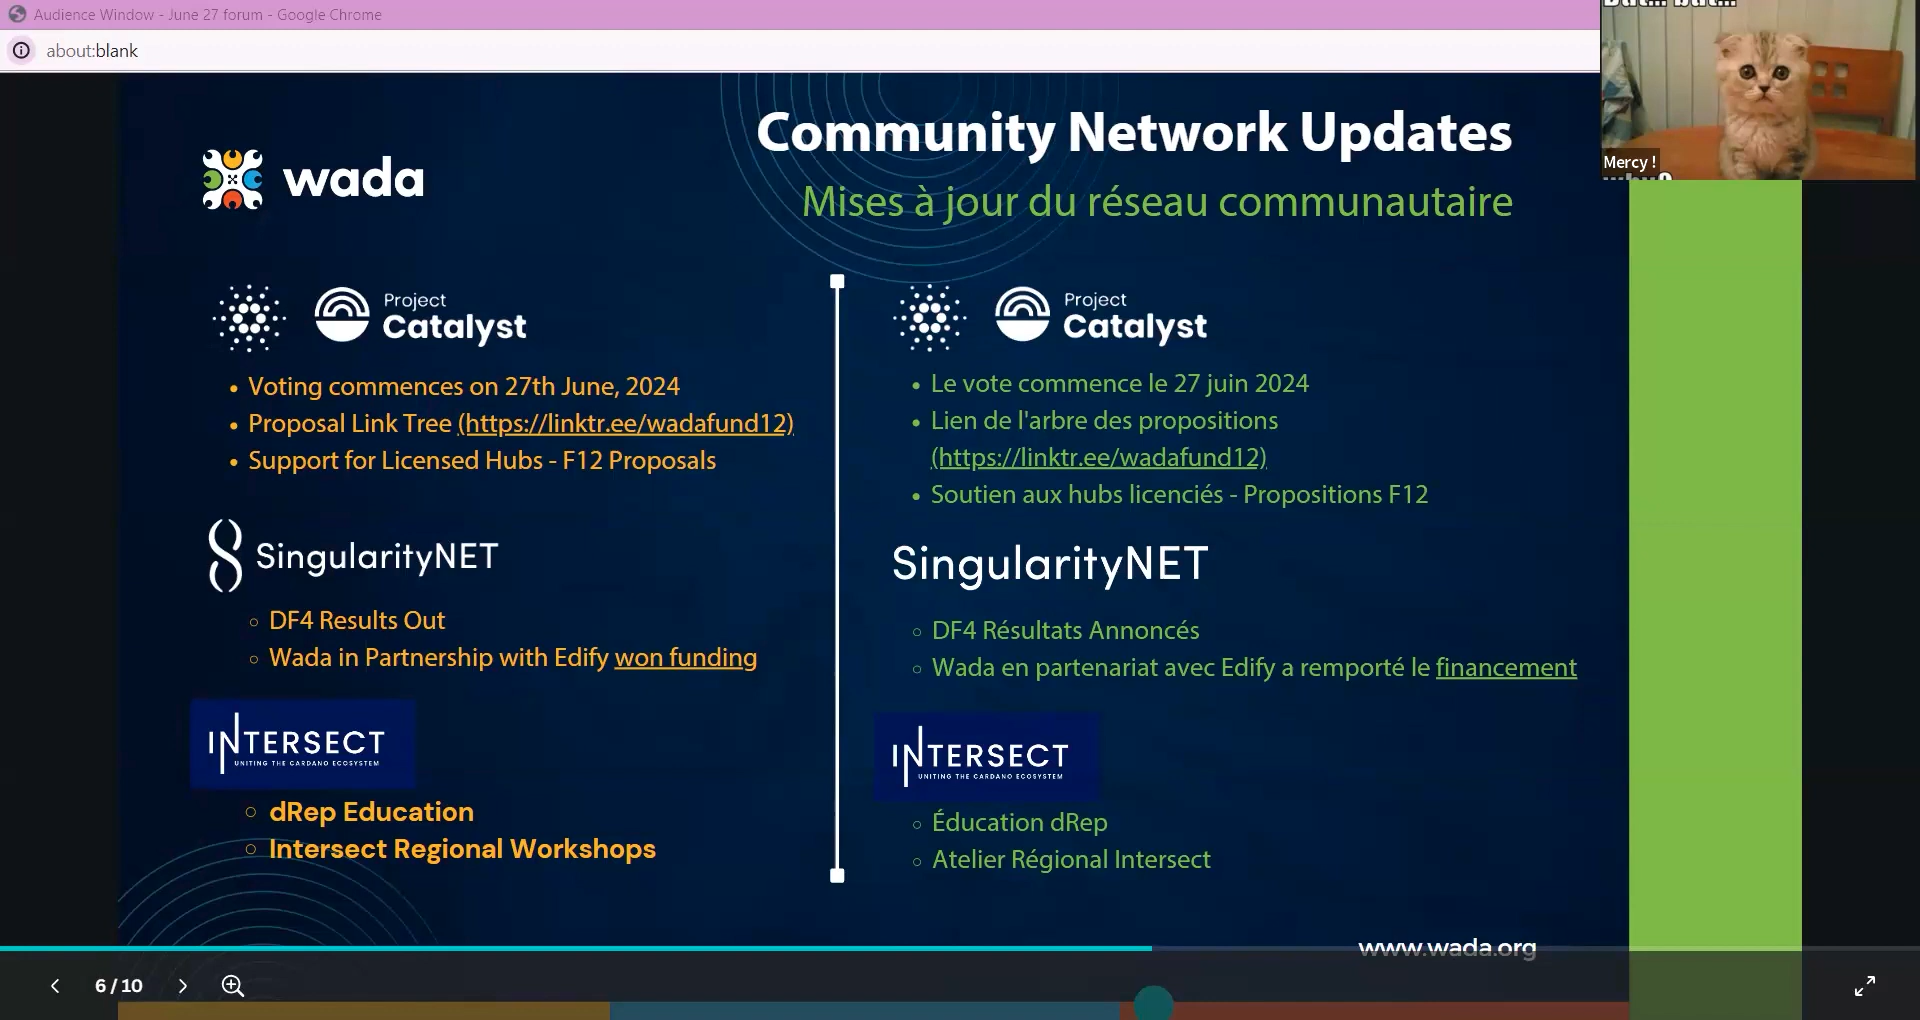 Audience Window - June 27 forum - Google Chrome
about:blank
But... but...
Mercy !
why?
wada
Community Network Updates
Mises à jour du réseau communautaire
Project
Catalyst
• Voting commences on 27th June, 2024
• Proposal Link Tree (https://linktr.ee/wadafund12)
• Support for Licensed Hubs - F12 Proposals
SingularityNET
○ DF4 Results Out
○ Wada in Partnership with Edify won funding
INTERSECT
UNITING THE CARDANO ECOSYSTEM
○ dRep Education
○ Intersect Regional Workshops
Project
Catalyst
• Le vote commence le 27 juin 2024
• Lien de l'arbre des propositions
(https://linktr.ee/wadafund12)
• Soutien aux hubs licenciés - Propositions F12
SingularityNET
○ DF4 Résultats Annoncés
○ Wada en partenariat avec Edify a remporté le financement
INTERSECT
UNITING THE CARDANO ECOSYSTEM
○ Éducation dRep
○ Atelier Régional Intersect
www.wada.org
6 / 10